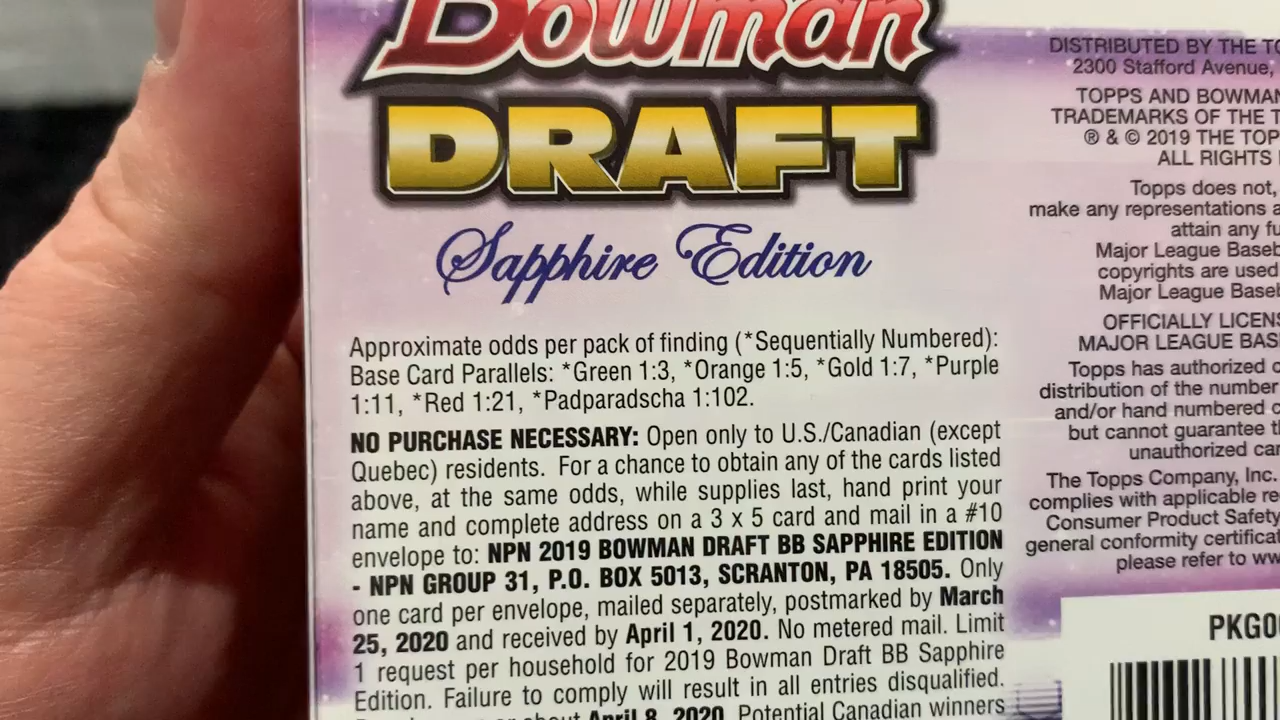 Bowman
DRAFT
Sapphire Edition
Approximate odds per pack of finding (*Sequentially Numbered):
Base Card Parallels: *Green 1:3, *Orange 1:5, *Gold 1:7, *Purple
1:11, *Red 1:21, *Padparadscha 1:102.
NO PURCHASE NECESSARY: Open only to U.S./Canadian (except
Quebec) residents. For a chance to obtain any of the cards listed
above, at the same odds, while supplies last, hand print your
name and complete address on a 3 x 5 card and mail in a #10
envelope to: NPN 2019 BOWMAN DRAFT BB SAPPHIRE EDITION
- NPN GROUP 31, P.O. BOX 5013, SCRANTON, PA 18505. Only
one card per envelope, mailed separately, postmarked by March
25, 2020 and received by April 1, 2020. No metered mail. Limit
1 request per household for 2019 Bowman Draft BB Sapphire
Edition. Failure to comply will result in all entries disqualified.
about April 8, 2020. Potential Canadian winners
DISTRIBUTED BY THE
2300 Stafford Avenue,
TOPPS AND BOWMAN
TRADEMARKS OF THE
® & © 2019 THE
ALL RIGHTS
Topps does not,
make any representations
attain any
Major League
copyrights are used
Major League
OFFICIALLY
MAJOR LEAGUE
Topps has authorized
distribution of the number
and/or hand numbered
but cannot guarantee
unauthorized
The Topps Company, Inc.
complies with applicable
Consumer Product Safety
general conformity
please refer to